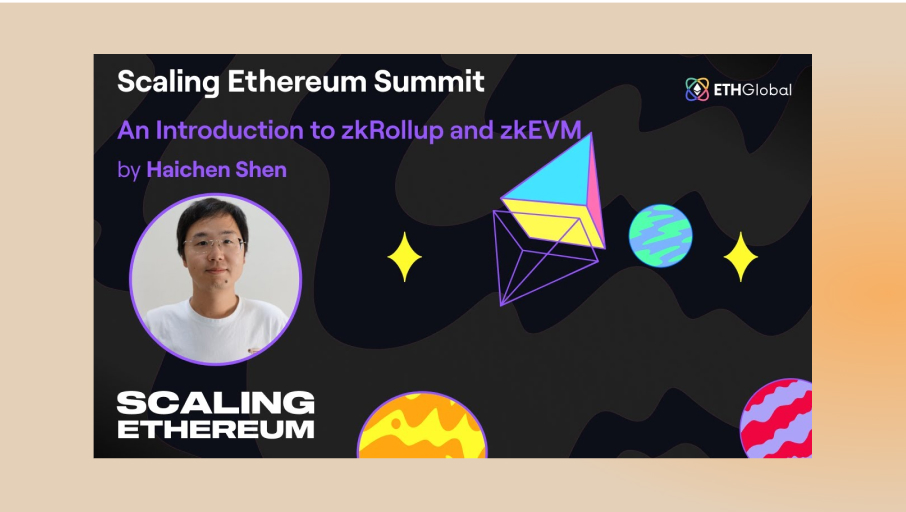 Scaling Ethereum Summit
ETHGlobal
An Introduction to zkRollup and zkEVM
by Haichen Shen
SCALING
ETHEREUM